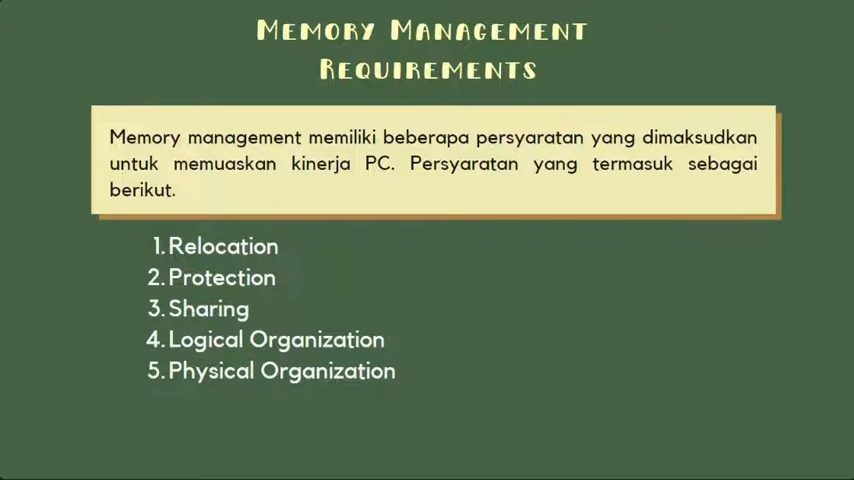 Memory Management
Requirements
Memory management memiliki beberapa persyaratan yang dimaksudkan
untuk memuaskan kinerja PC. Persyaratan yang termasuk sebagai
berikut.
1. Relocation
2. Protection
3. Sharing
4. Logical Organization
5. Physical Organization